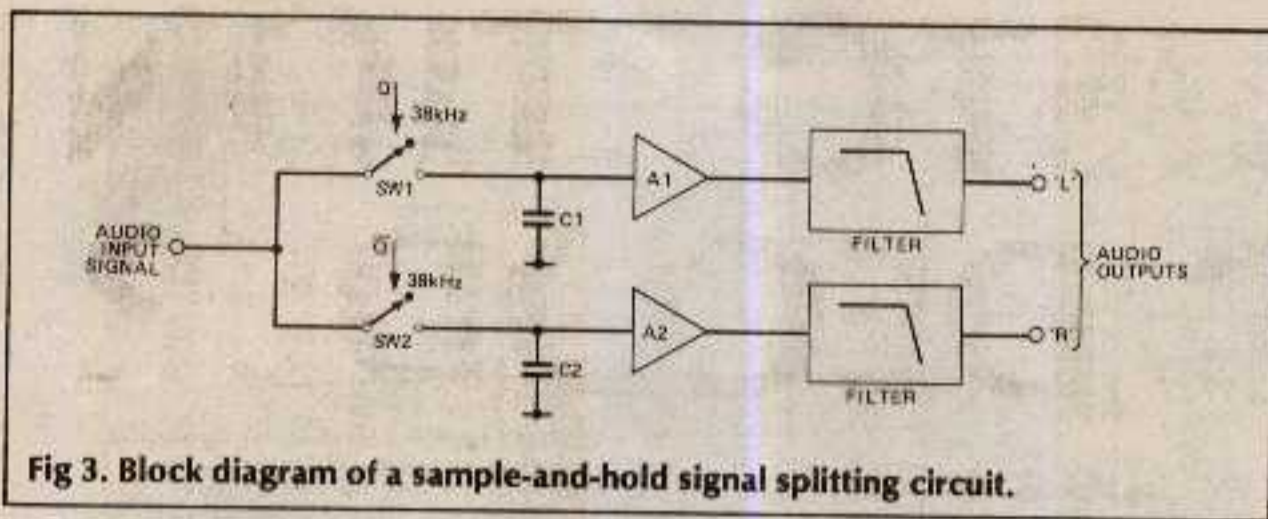 Q
38kHz
SW1
C1
A1
FILTER
'L'
AUDIO
INPUT
SIGNAL
Q̅
38kHz
SW2
C2
A2
FILTER
'R'
AUDIO
OUTPUTS
Fig 3. Block diagram of a sample-and-hold signal splitting circuit.